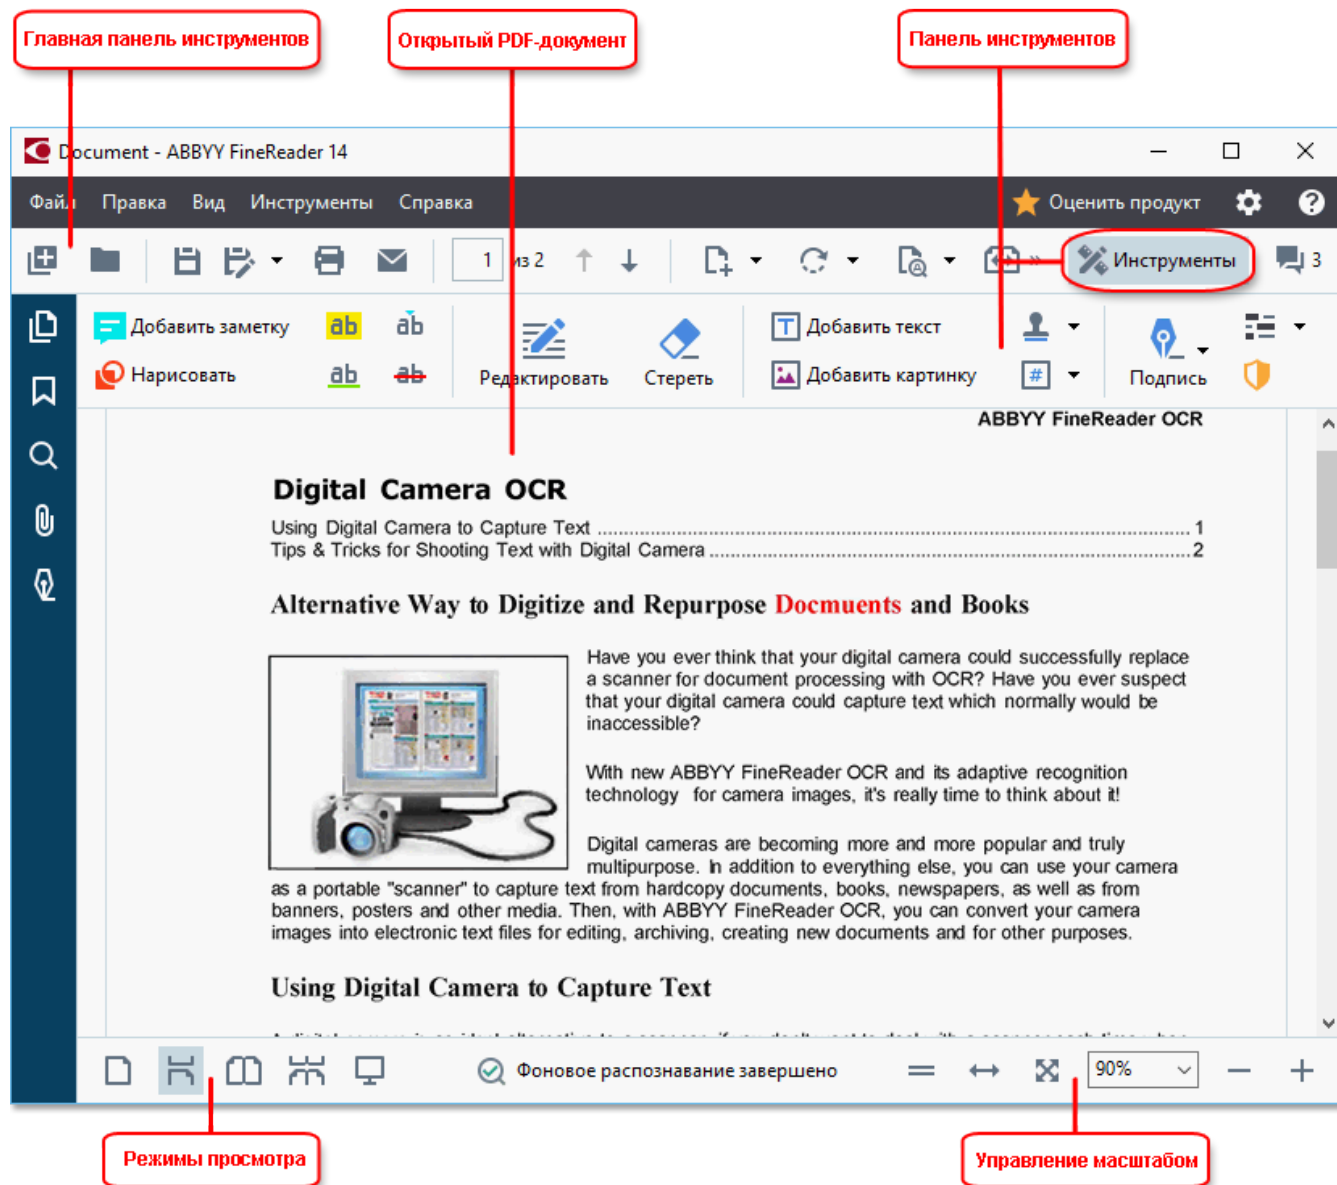 Главная панель инструментов
Открытый PDF-документ
Панель инструментов
Document - ABBYY FineReader 14
Файл Правка Вид Инструменты Справка Оценить продукт
1 из 2 Инструменты 3
Добавить заметку ab ab Добавить текст
Нарисовать ab ab Редактировать Стереть Добавить картинку # Подпись
ABBYY FineReader OCR
Digital Camera OCR
Using Digital Camera to Capture Text 1
Tips & Tricks for Shooting Text with Digital Camera 2
Alternative Way to Digitize and Repurpose Docmuents and Books
Have you ever think that your digital camera could successfully replace
a scanner for document processing with OCR? Have you ever suspect
that your digital camera could capture text which normally would be
inaccessible?
With new ABBYY FineReader OCR and its adaptive recognition
technology for camera images, it's really time to think about it!
Digital cameras are becoming more and more popular and truly
multipurpose. In addition to everything else, you can use your camera
as a portable "scanner" to capture text from hardcopy documents, books, newspapers, as well as from
banners, posters and other media. Then, with ABBYY FineReader OCR, you can convert your camera
images into electronic text files for editing, archiving, creating new documents and for other purposes.
Using Digital Camera to Capture Text
Фоновое распознавание завершено 90%
Режимы просмотра
Управление масштабом